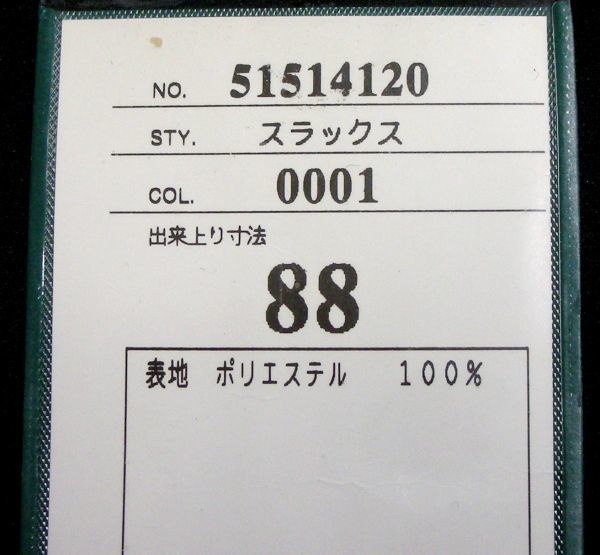 NO. 51514120
STY. スラックス
COL. 0001
出来上り寸法
88
表地 ポリエステル 100%